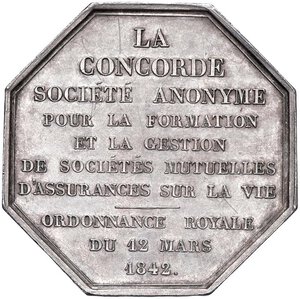 LA
CONCORDE
SOCIÉTÉ ANONYME
POUR LA FORMATION
ET LA GESTION
DE SOCIÉTÉS MUTUELLES
D'ASSURANCES SUR LA VIE
ORDONNANCE ROYALE
DU 12 MARS
1842.